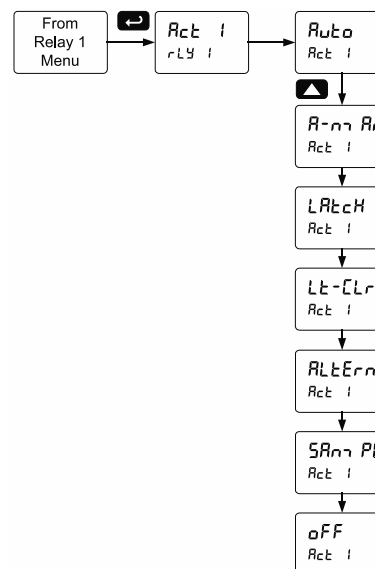 From
Relay 1
Menu
Act 1
rLY 1
Auto
Act 1
A-m
Act 1
LAtcH
Act 1
Lt-CLr
Act 1
ALtErn
Act 1
SAm
Act 1
oFF
Act 1